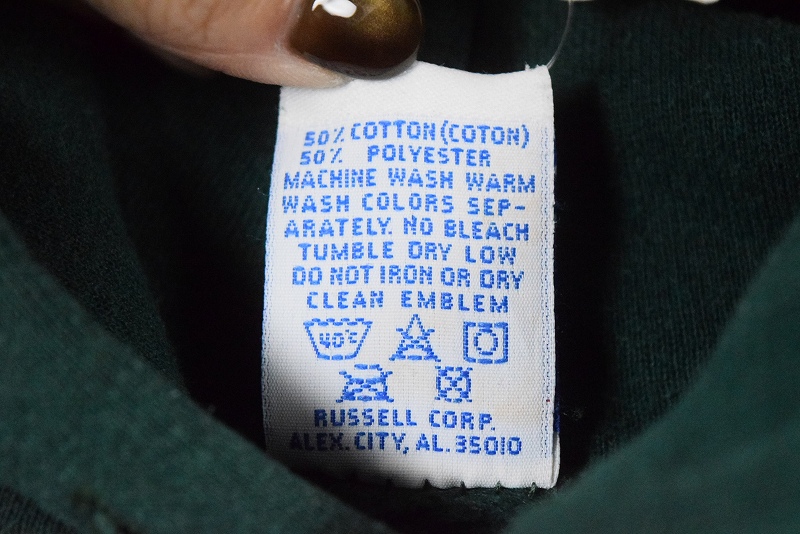 50% COTTON (COTON)
50% POLYESTER
MACHINE WASH WARM
WASH COLORS SEP-
ARATELY. NO BLEACH
TUMBLE DRY LOW
DO NOT IRON OR DRY
CLEAN EMBLEM
40°C
RUSSELL CORP.
ALEX. CITY, AL. 35010